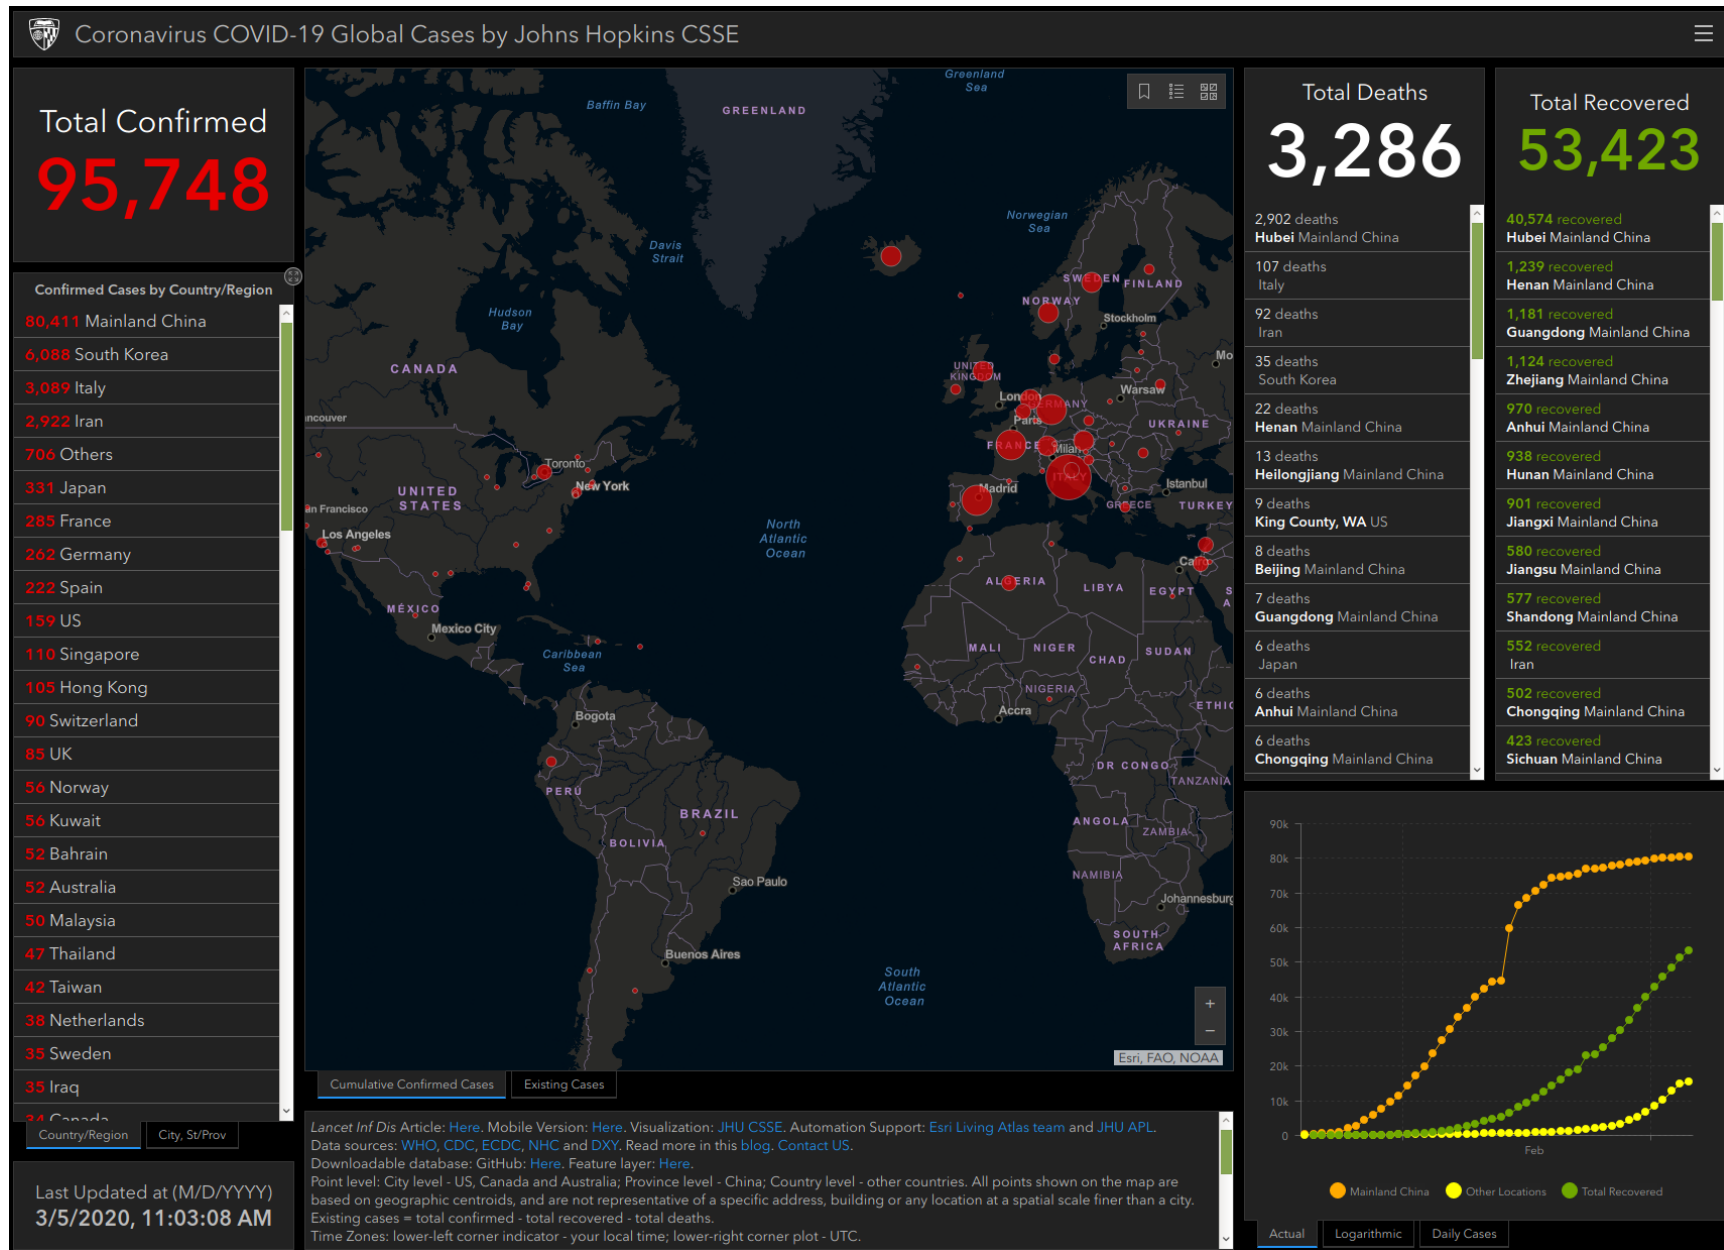 Coronavirus COVID-19 Global Cases by Johns Hopkins CSSE
Total Confirmed
95,748
Confirmed Cases by Country/Region
80,411 Mainland China
6,088 South Korea
3,089 Italy
2,922 Iran
706 Others
331 Japan
285 France
262 Germany
222 Spain
159 US
110 Singapore
105 Hong Kong
90 Switzerland
85 UK
56 Norway
56 Kuwait
52 Bahrain
52 Australia
50 Malaysia
47 Thailand
42 Taiwan
38 Netherlands
35 Sweden
35 Iraq
34 Canada
Country/Region
City, St/Prov
Last Updated at (M/D/YYYY)
3/5/2020, 11:03:08 AM
Greenland
Sea
Baffin Bay
GREENLAND
Norwegian
Sea
Davis
Strait
Hudson
Bay
SWEDEN
FINLAND
NORWAY
Stockholm
Mo
CANADA
UNITED
KINGDOM
London
GERMANY
Warsaw
Paris
ncouver
UKRAINE
FRANCE
Milan
Toronto
ITALY
UNITED
STATES
New York
Madrid
Istanbul
an Francisco
GREECE
TURKEY
Los Angeles
North
Atlantic
Ocean
Cairo
ALGERIA
LIBYA
EGYPT
S
A
MÉXICO
Mexico City
Caribbean
Sea
MALI
NIGER
CHAD
SUDAN
NIGERIA
ETHIO
Bogota
Accra
DR CONGO
TANZANIA
PERU
BRAZIL
ANGOLA
ZAMBIA
BOLIVIA
NAMIBIA
Sao Paulo
Johannesburg
SOUTH
AFRICA
Buenos Aires
South
Atlantic
Ocean
+
−
Esri, FAO, NOAA
Cumulative Confirmed Cases
Existing Cases
Lancet Inf Dis Article: Here. Mobile Version: Here. Visualization: JHU CSSE. Automation Support: Esri Living Atlas team and JHU APL.
Data sources: WHO, CDC, ECDC, NHC and DXY. Read more in this blog. Contact US.
Downloadable database: GitHub: Here. Feature layer: Here.
Point level: City level - US, Canada and Australia; Province level - China; Country level - other countries. All points shown on the map are
based on geographic centroids, and are not representative of a specific address, building or any location at a spatial scale finer than a city.
Existing cases = total confirmed - total recovered - total deaths.
Time Zones: lower-left corner indicator - your local time; lower-right corner plot - UTC.
Total Deaths
3,286
2,902 deaths
Hubei Mainland China
107 deaths
Italy
92 deaths
Iran
35 deaths
South Korea
22 deaths
Henan Mainland China
13 deaths
Heilongjiang Mainland China
9 deaths
King County, WA US
8 deaths
Beijing Mainland China
7 deaths
Guangdong Mainland China
6 deaths
Japan
6 deaths
Anhui Mainland China
6 deaths
Chongqing Mainland China
Total Recovered
53,423
40,574 recovered
Hubei Mainland China
1,239 recovered
Henan Mainland China
1,181 recovered
Guangdong Mainland China
1,124 recovered
Zhejiang Mainland China
970 recovered
Anhui Mainland China
938 recovered
Hunan Mainland China
901 recovered
Jiangxi Mainland China
580 recovered
Jiangsu Mainland China
577 recovered
Shandong Mainland China
552 recovered
Iran
502 recovered
Chongqing Mainland China
423 recovered
Sichuan Mainland China
90k
80k
70k
60k
50k
40k
30k
20k
10k
0
Feb
Mainland China
Other Locations
Total Recovered
Actual
Logarithmic
Daily Cases